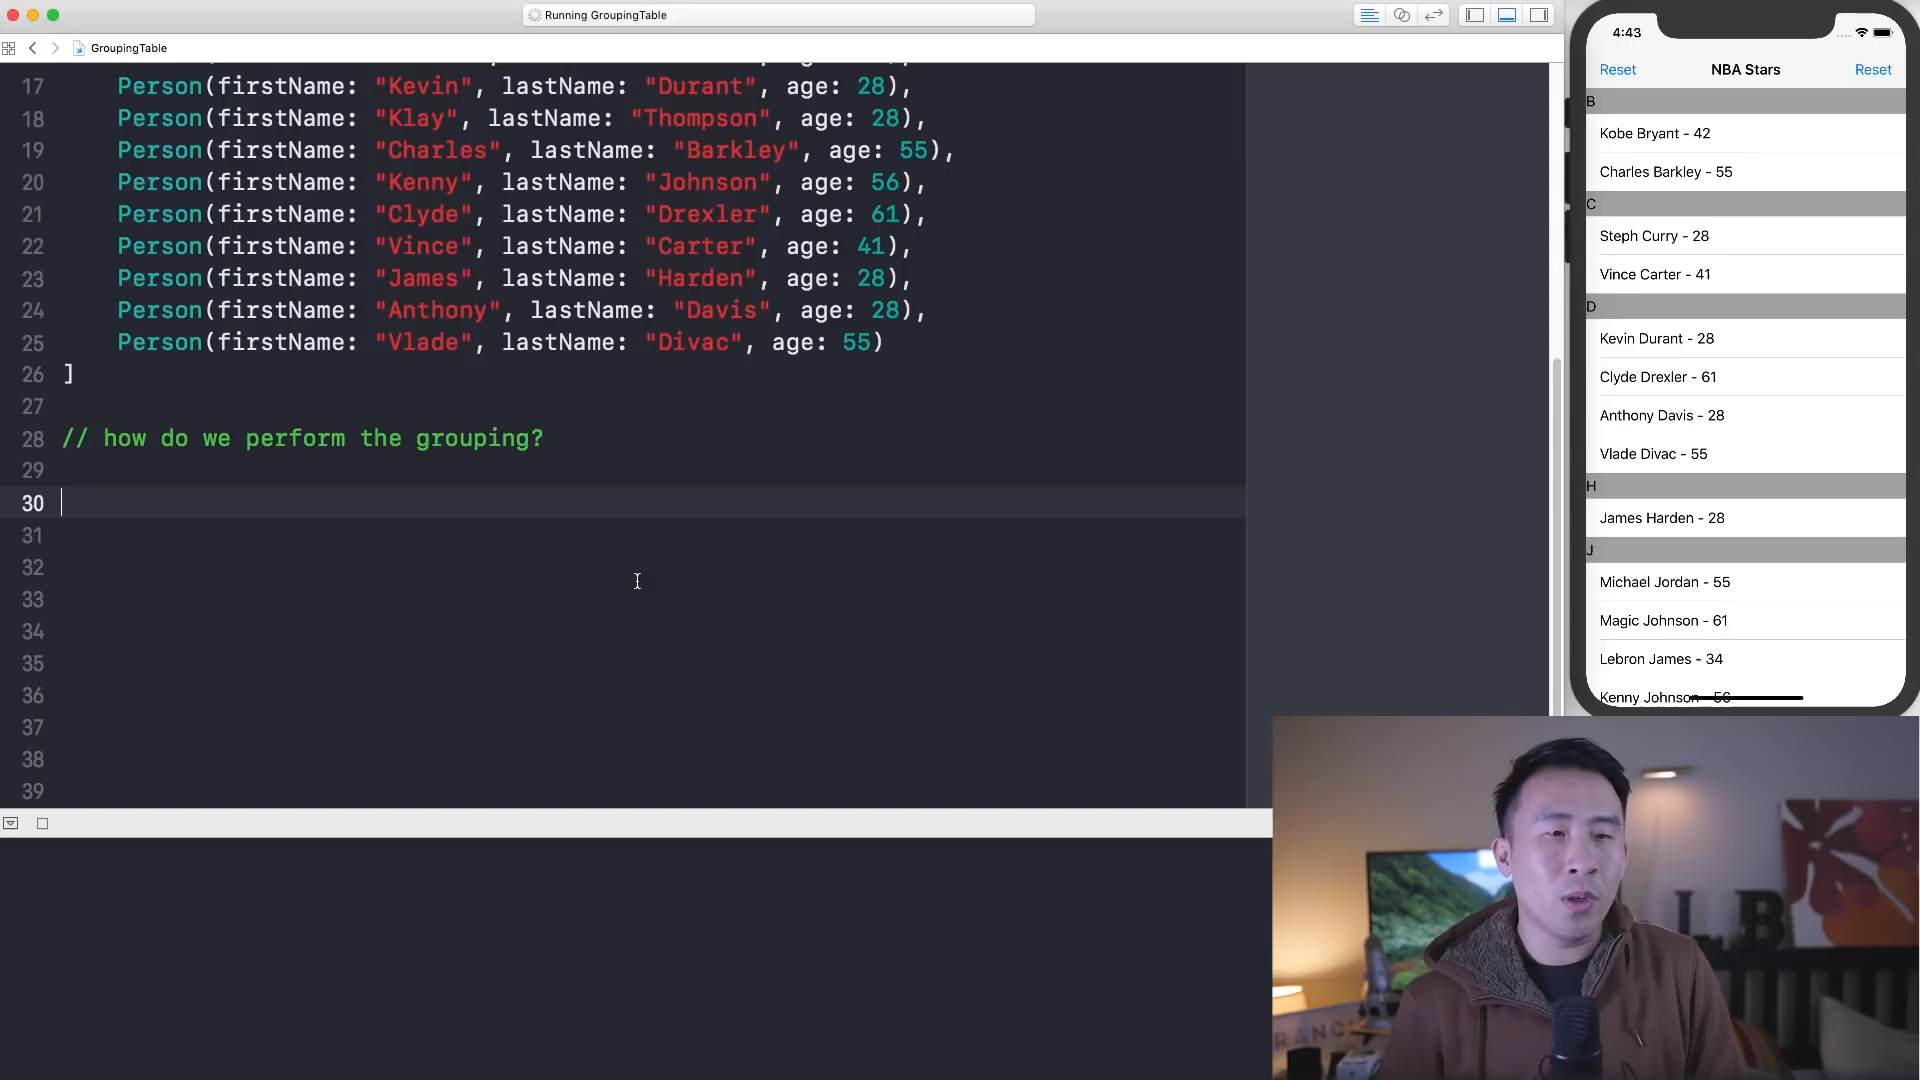 Running GroupingTable
GroupingTable
17 Person(firstName: "Kevin", lastName: "Durant", age: 28),
18 Person(firstName: "Klay", lastName: "Thompson", age: 28),
19 Person(firstName: "Charles", lastName: "Barkley", age: 55),
20 Person(firstName: "Kenny", lastName: "Johnson", age: 56),
21 Person(firstName: "Clyde", lastName: "Drexler", age: 61),
22 Person(firstName: "Vince", lastName: "Carter", age: 41),
23 Person(firstName: "James", lastName: "Harden", age: 28),
24 Person(firstName: "Anthony", lastName: "Davis", age: 28),
25 Person(firstName: "Vlade", lastName: "Divac", age: 55)
26 ]
27
28 // how do we perform the grouping?
29
30
31
32
33
34
35
36
37
38
39
4:43
Reset NBA Stars Reset
B
Kobe Bryant - 42
Charles Barkley - 55
C
Steph Curry - 28
Vince Carter - 41
D
Kevin Durant - 28
Clyde Drexler - 61
Anthony Davis - 28
Vlade Divac - 55
H
James Harden - 28
J
Michael Jordan - 55
Magic Johnson - 61
Lebron James - 34
Kenny Johnson - 56
L B